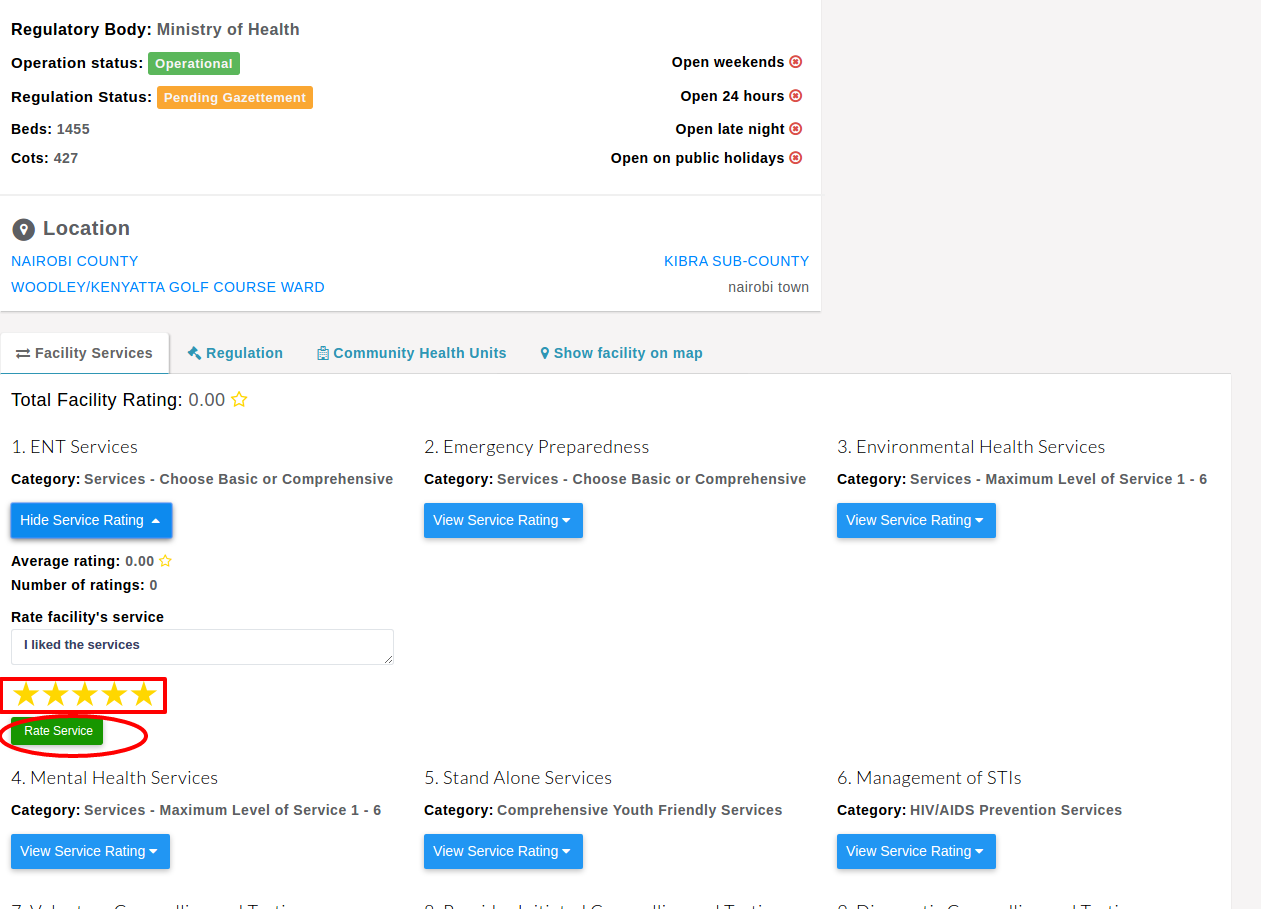 Regulatory Body: Ministry of Health
Operation status: Operational
Open weekends
Regulation Status: Pending Gazettement
Open 24 hours
Beds: 1455
Open late night
Cots: 427
Open on public holidays
Location
NAIROBI COUNTY
KIBRA SUB-COUNTY
WOODLEY/KENYATTA GOLF COURSE WARD
nairobi town
Facility Services
Regulation
Community Health Units
Show facility on map
Total Facility Rating: 0.00
1. ENT Services
Category: Services - Choose Basic or Comprehensive
Hide Service Rating
Average rating: 0.00
Number of ratings: 0
Rate facility's service
I liked the services
Rate Service
2. Emergency Preparedness
Category: Services - Choose Basic or Comprehensive
View Service Rating
3. Environmental Health Services
Category: Services - Maximum Level of Service 1 - 6
View Service Rating
4. Mental Health Services
Category: Services - Maximum Level of Service 1 - 6
View Service Rating
5. Stand Alone Services
Category: Comprehensive Youth Friendly Services
View Service Rating
6. Management of STIs
Category: HIV/AIDS Prevention Services
View Service Rating